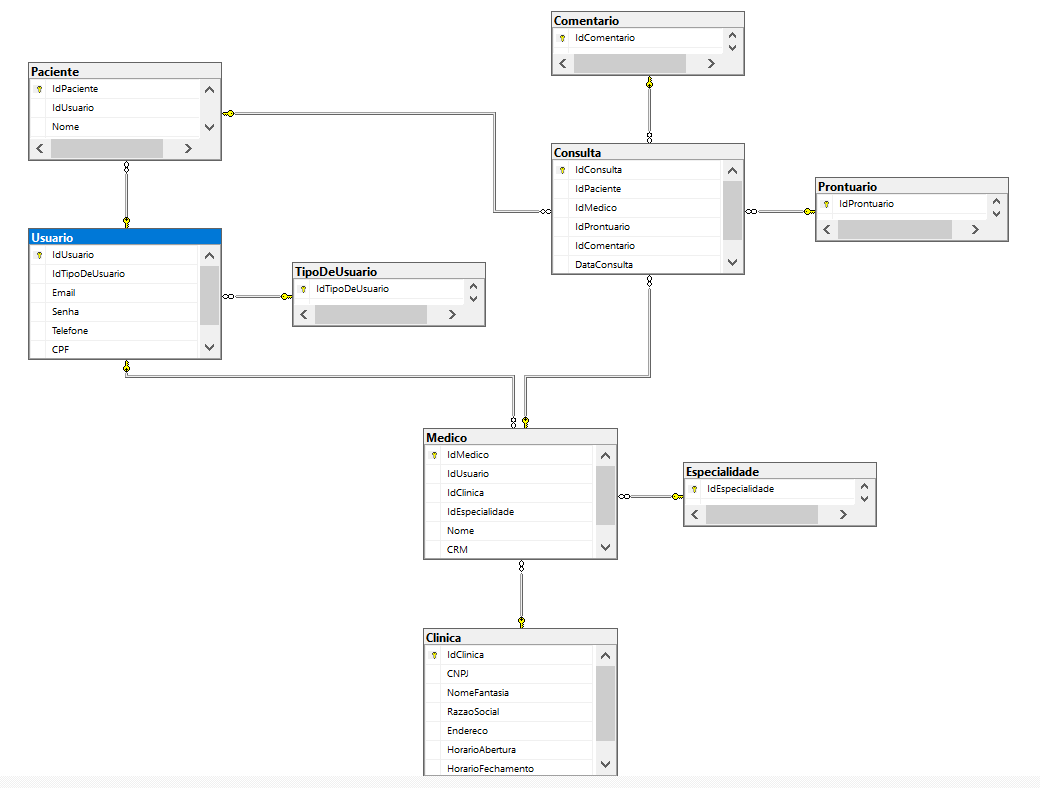 Comentario
IdComentario
Paciente
IdPaciente
IdUsuario
Nome
Consulta
IdConsulta
IdPaciente
IdMedico
IdProntuario
IdComentario
DataConsulta
Prontuario
IdProntuario
Usuario
IdUsuario
IdTipoDeUsuario
Email
Senha
Telefone
CPF
TipoDeUsuario
IdTipoDeUsuario
Medico
IdMedico
IdUsuario
IdClinica
IdEspecialidade
Nome
CRM
Especialidade
IdEspecialidade
Clinica
IdClinica
CNPJ
NomeFantasia
RazaoSocial
Endereco
HorarioAbertura
HorarioFechamento